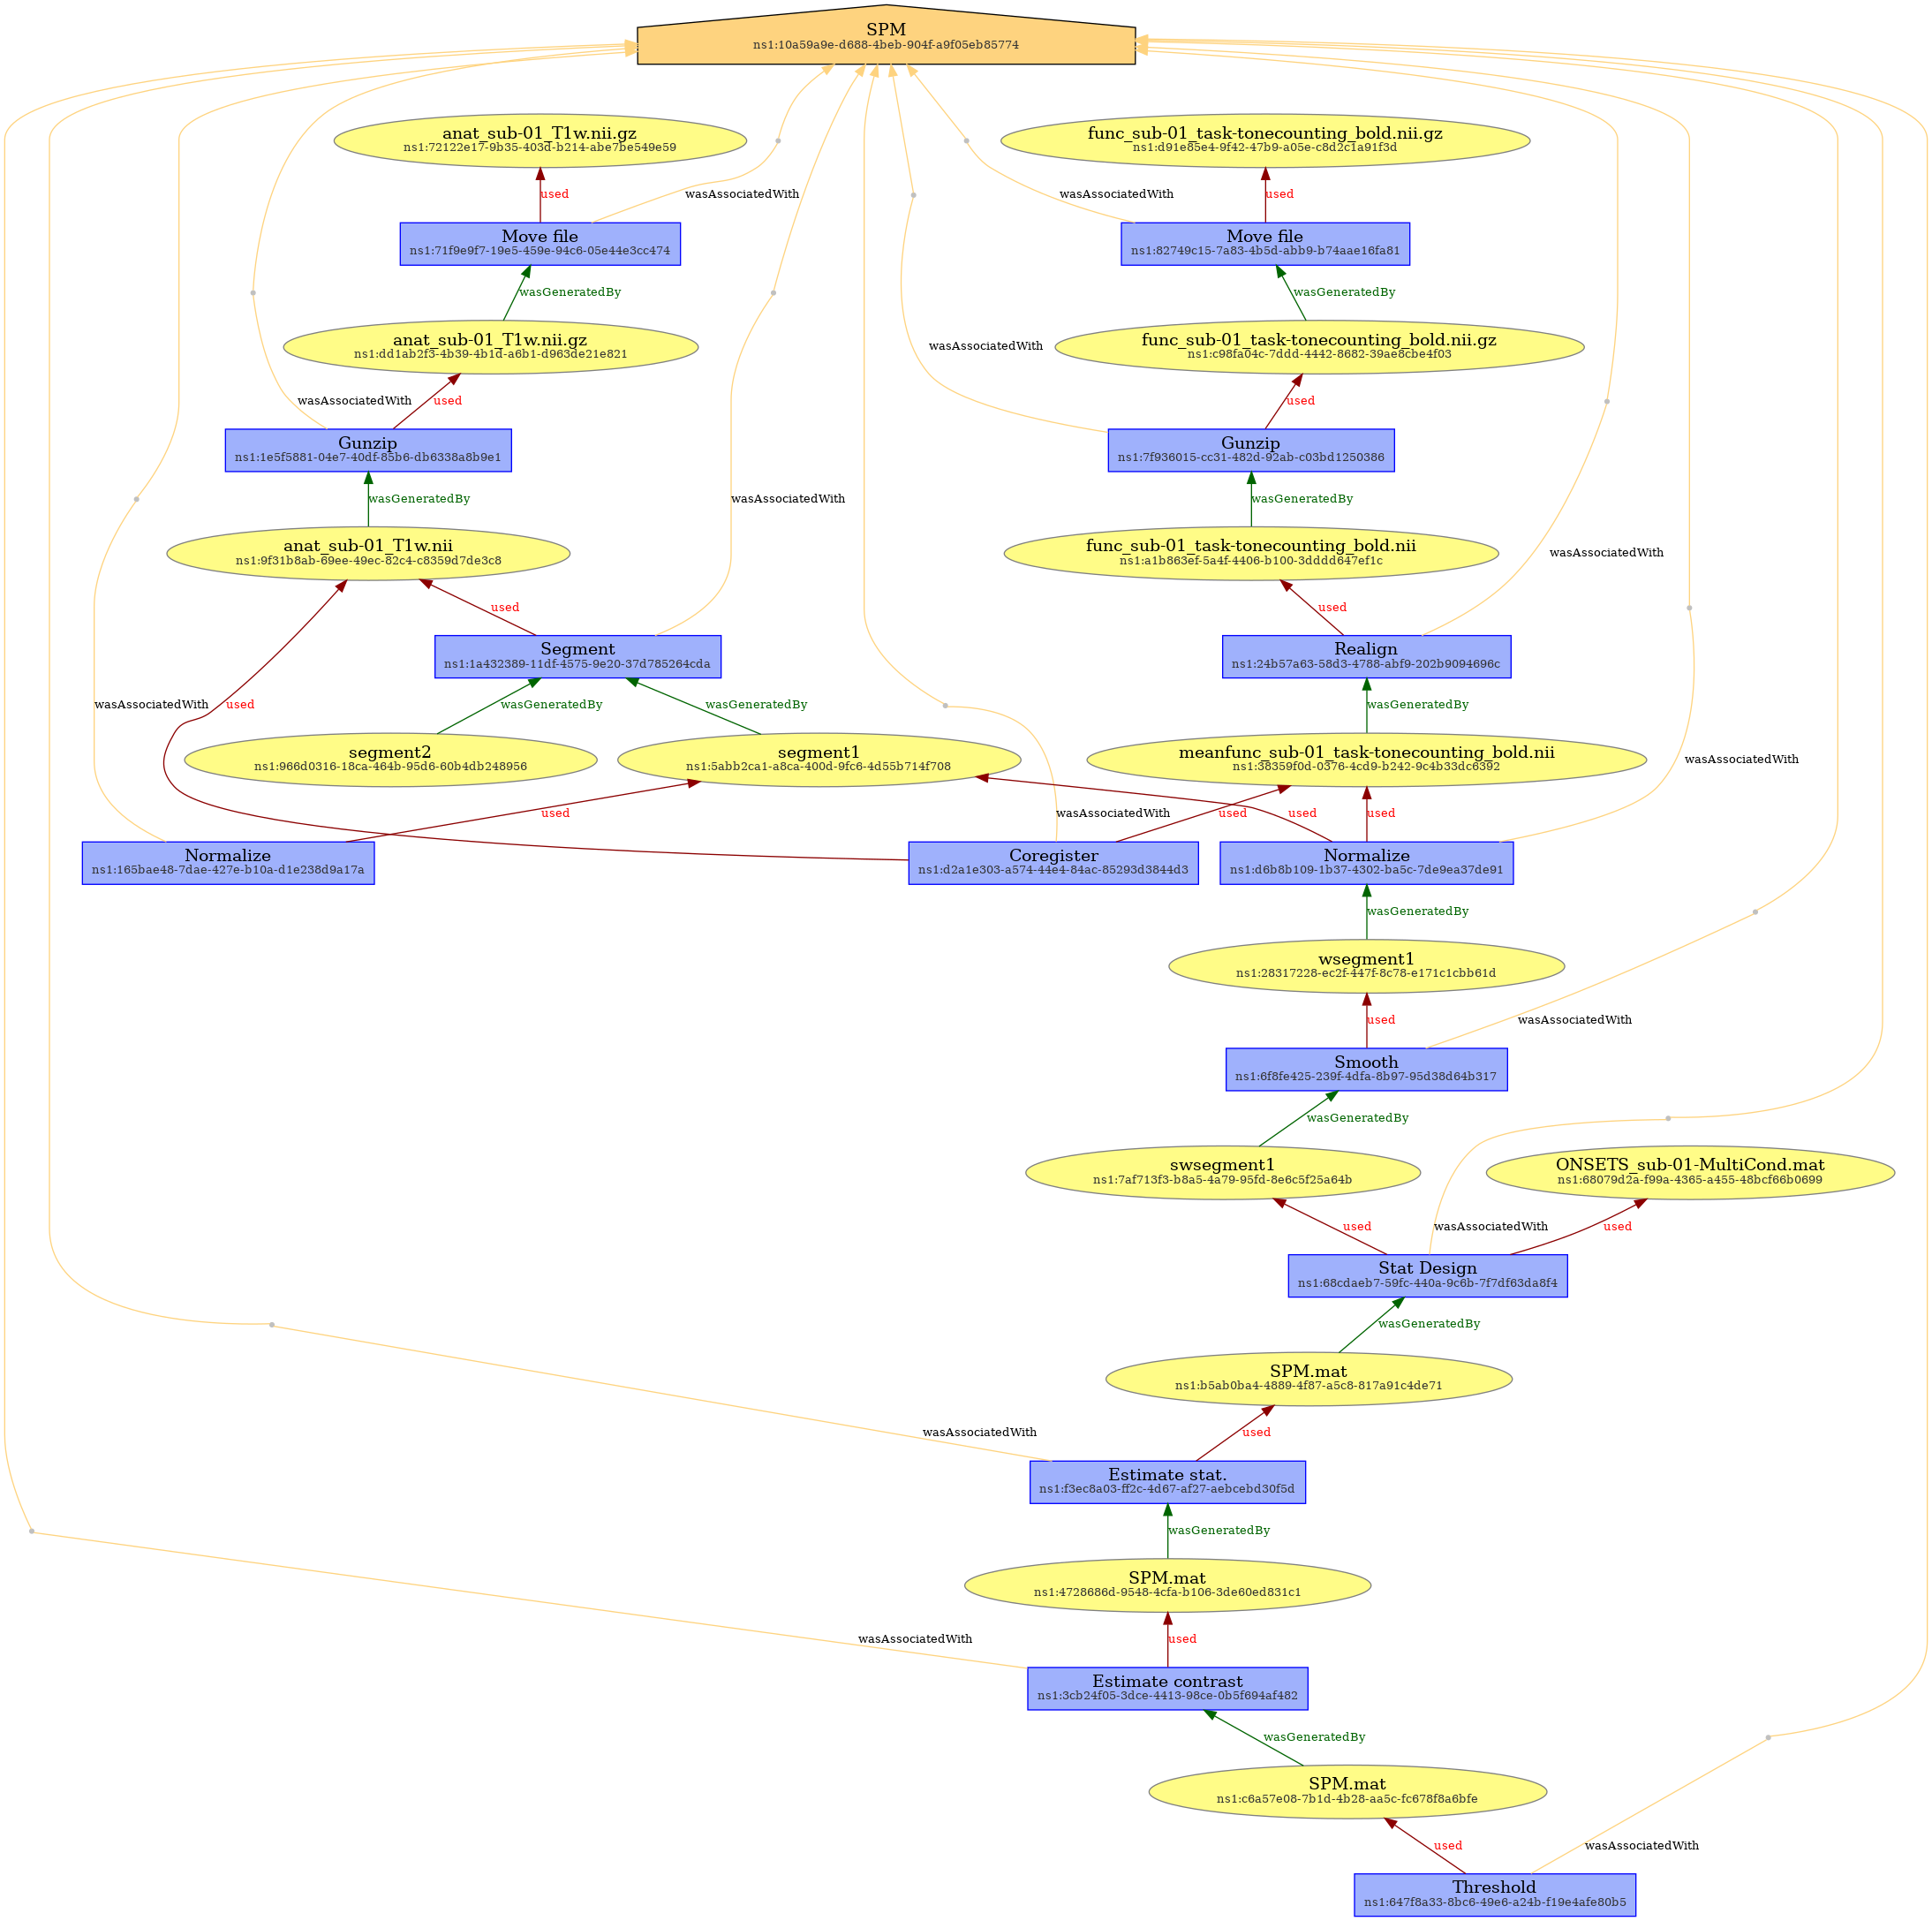 SPM
ns1:10a59a9e-d688-4beb-904f-a9f05eb85774
anat_sub-01_T1w.nii.gz
ns1:72122e17-9b35-403d-b214-abe7be549e59
func_sub-01_task-tonecounting_bold.nii.gz
ns1:d91e85e4-9f42-47b9-a05e-c8d2c1a91f3d
used
wasAssociatedWith
wasAssociatedWith
used
Move file
ns1:71f9e9f7-19e5-459e-94c6-05e44e3cc474
Move file
ns1:82749c15-7a83-4b5d-abb9-b74aae16fa81
wasGeneratedBy
wasGeneratedBy
anat_sub-01_T1w.nii.gz
ns1:dd1ab2f3-4b39-4b1d-a6b1-d963de21e821
wasAssociatedWith
func_sub-01_task-tonecounting_bold.nii.gz
ns1:c98fa04c-7ddd-4442-8682-39ae8cbe4f03
wasAssociatedWith
used
used
Gunzip
ns1:1e5f5881-04e7-40df-85b6-db6338a8b9e1
Gunzip
ns1:7f936015-cc31-482d-92ab-c03bd1250386
wasGeneratedBy
wasAssociatedWith
wasGeneratedBy
anat_sub-01_T1w.nii
ns1:9f31b8ab-69ee-49ec-82c4-c8359d7de3c8
func_sub-01_task-tonecounting_bold.nii
ns1:a1b863ef-5a4f-4406-b100-3dddd647ef1c
wasAssociatedWith
used
used
Segment
ns1:1a432389-11df-4575-9e20-37d785264cda
Realign
ns1:24b57a63-58d3-4788-abf9-202b9094696c
wasAssociatedWith
used
wasGeneratedBy
wasGeneratedBy
wasGeneratedBy
segment2
ns1:966d0316-18ca-464b-95d6-60b4db248956
segment1
ns1:5abb2ca1-a8ca-400d-9fc6-4d55b714f708
meanfunc_sub-01_task-tonecounting_bold.nii
ns1:38359f0d-0376-4cd9-b242-9c4b33dc6392
wasAssociatedWith
used
wasAssociatedWith
used
used
used
Normalize
ns1:165bae48-7dae-427e-b10a-d1e238d9a17a
Coregister
ns1:d2a1e303-a574-44e4-84ac-85293d3844d3
Normalize
ns1:d6b8b109-1b37-4302-ba5c-7de9ea37de91
wasGeneratedBy
wsegment1
ns1:28317228-ec2f-447f-8c78-e171c1cbb61d
used
wasAssociatedWith
Smooth
ns1:6f8fe425-239f-4dfa-8b97-95d38d64b317
wasGeneratedBy
swsegment1
ns1:7af713f3-b8a5-4a79-95fd-8e6c5f25a64b
ONSETS_sub-01-MultiCond.mat
ns1:68079d2a-f99a-4365-a455-48bcf66b0699
used
wasAssociatedWith
used
Stat Design
ns1:68cdaeb7-59fc-440a-9c6b-7f7df63da8f4
wasGeneratedBy
SPM.mat
ns1:b5ab0ba4-4889-4f87-a5c8-817a91c4de71
wasAssociatedWith
used
Estimate stat.
ns1:f3ec8a03-ff2c-4d67-af27-aebcebd30f5d
wasGeneratedBy
SPM.mat
ns1:4728686d-9548-4cfa-b106-3de60ed831c1
wasAssociatedWith
used
Estimate contrast
ns1:3cb24f05-3dce-4413-98ce-0b5f694af482
wasGeneratedBy
SPM.mat
ns1:c6a57e08-7b1d-4b28-aa5c-fc678f8a6bfe
used
wasAssociatedWith
Threshold
ns1:647f8a33-8bc6-49e6-a24b-f19e4afe80b5